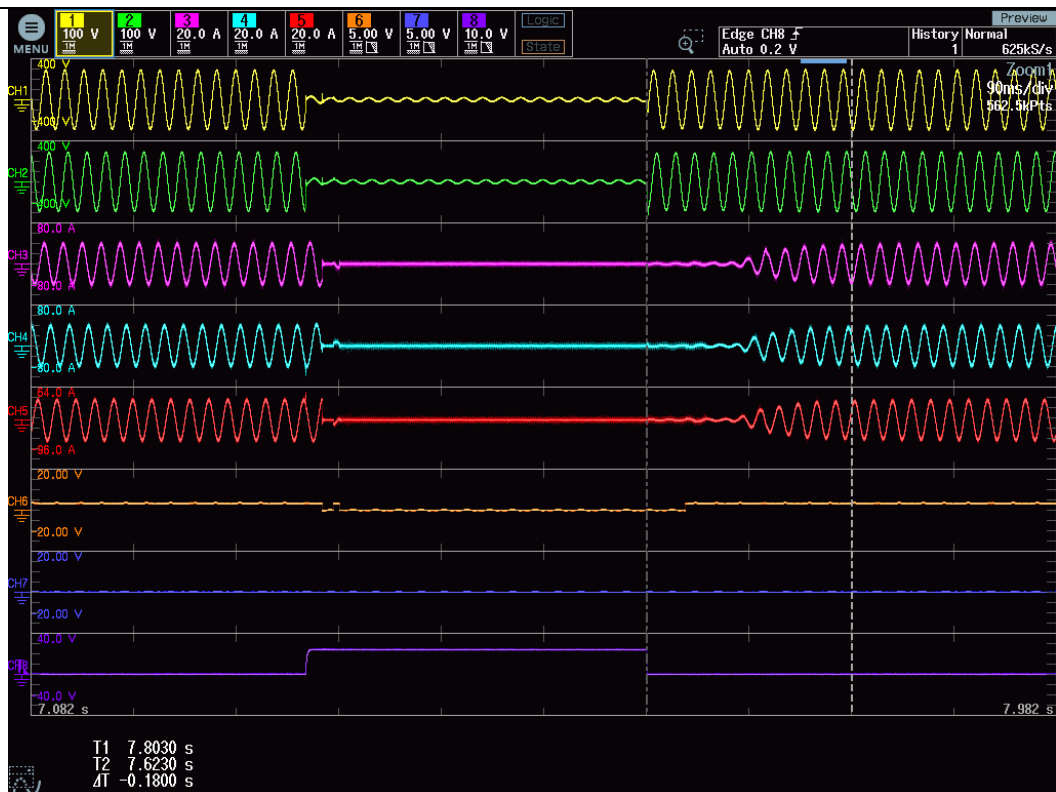 MENU
1 100 V 1M
2 100 V 1M
3 20.0 A 1M
4 20.0 A 1M
5 20.0 A 1M
6 5.00 V 1M
7 5.00 V 1M
8 10.0 V 1M
Logic
State
Preview
Edge CH8
Auto 0.2 V
History
1
Normal
625kS/s
Zoom1
90ms/div
562.5kPts
400 V
CH1
-400 V
400 V
CH2
-400 V
80.0 A
CH3
-80.0 A
80.0 A
CH4
-80.0 A
64.0 A
CH5
-96.0 A
20.00 V
CH6
-20.00 V
20.00 V
CH7
-20.00 V
40.0 V
CH8
-40.0 V
7.082 s
7.982 s
T1 7.8030 s
T2 7.6230 s
ΔT -0.1800 s